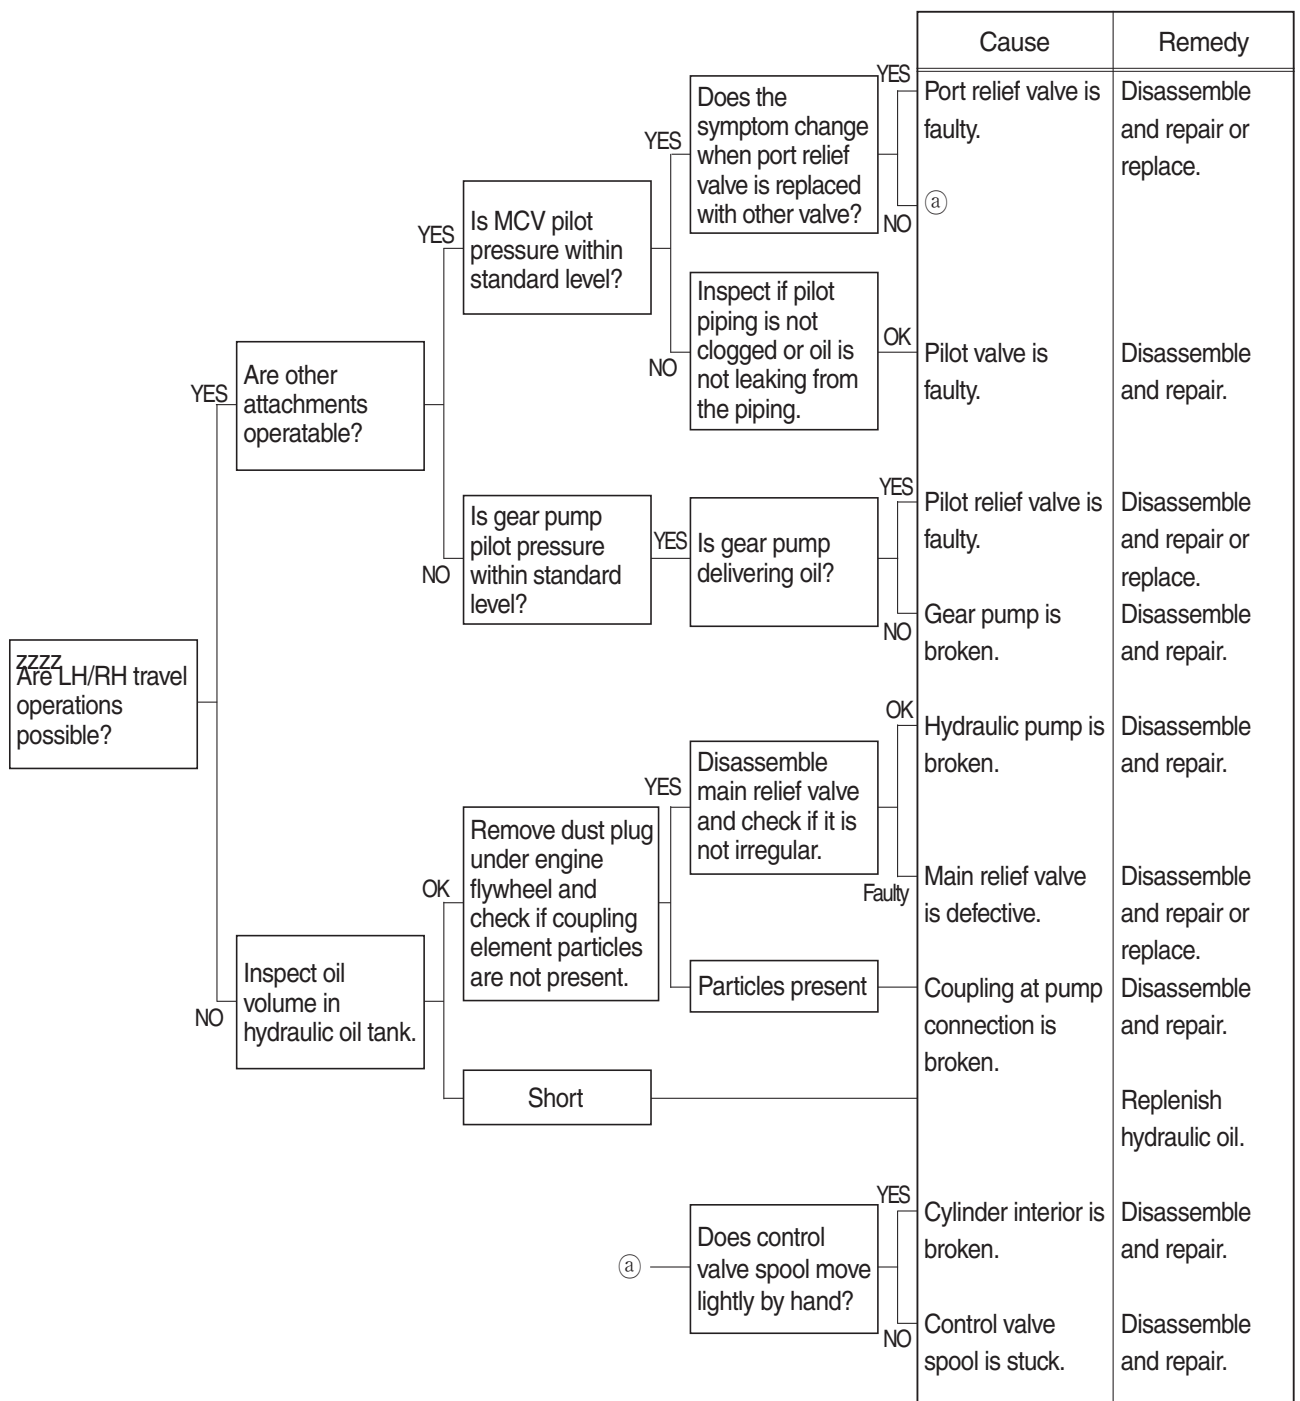 Cause
Remedy
zzzz
Are LH/RH travel
operations
possible?
YES
Are other
attachments
operatable?
YES
Is MCV pilot
pressure within
standard level?
YES
Does the
symptom change
when port relief
valve is replaced
with other valve?
YES
Port relief valve is
faulty.
Disassemble
and repair or
replace.
NO
ⓐ
NO
Inspect if pilot
piping is not
clogged or oil is
not leaking from
the piping.
OK
Pilot valve is
faulty.
Disassemble
and repair.
NO
Is gear pump
pilot pressure
within standard
level?
YES
Is gear pump
delivering oil?
YES
Pilot relief valve is
faulty.
Disassemble
and repair or
replace.
NO
Gear pump is
broken.
Disassemble
and repair.
NO
Inspect oil
volume in
hydraulic oil tank.
OK
Remove dust plug
under engine
flywheel and
check if coupling
element particles
are not present.
YES
Disassemble
main relief valve
and check if it is
not irregular.
OK
Hydraulic pump is
broken.
Disassemble
and repair.
Faulty
Main relief valve
is defective.
Disassemble
and repair or
replace.
Particles present
Coupling at pump
connection is
broken.
Disassemble
and repair.
Short
Replenish
hydraulic oil.
ⓐ
Does control
valve spool move
lightly by hand?
YES
Cylinder interior is
broken.
Disassemble
and repair.
NO
Control valve
spool is stuck.
Disassemble
and repair.